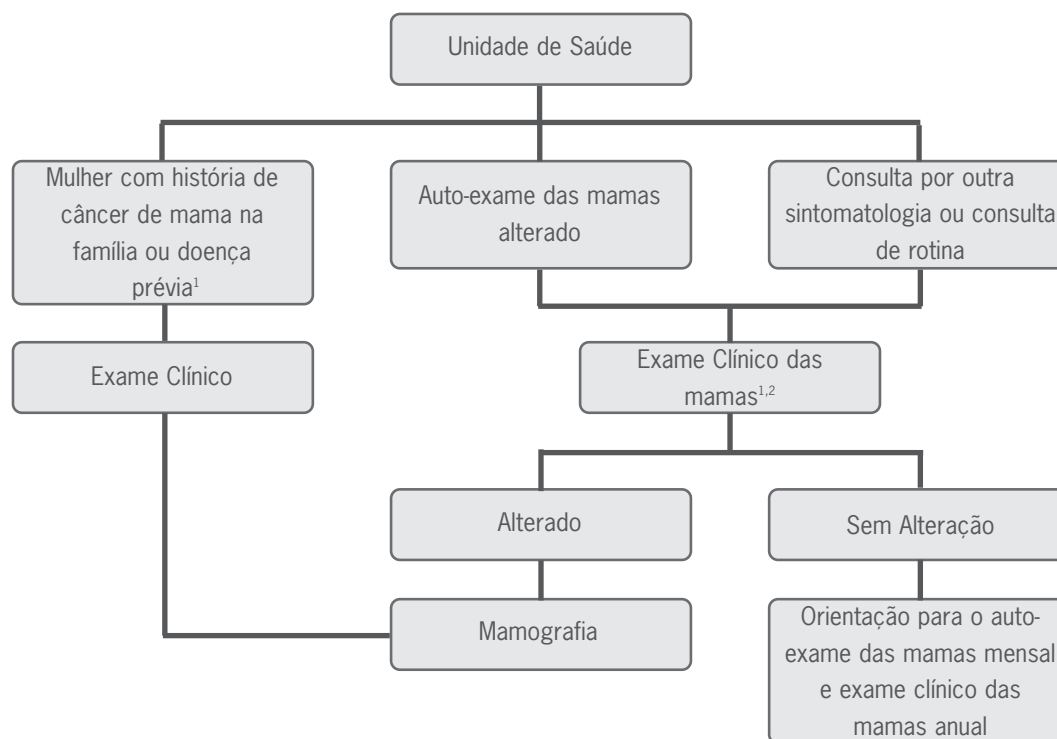 Unidade de Saúde
Mulher com história de
câncer de mama na
família ou doença
prévia¹
Auto-exame das mamas
alterado
Consulta por outra
sintomatologia ou consulta
de rotina
Exame Clínico
Exame Clínico das
mamas¹,²
Alterado
Sem Alteração
Mamografia
Orientação para o auto-
exame das mamas mensal
e exame clínico das
mamas anual